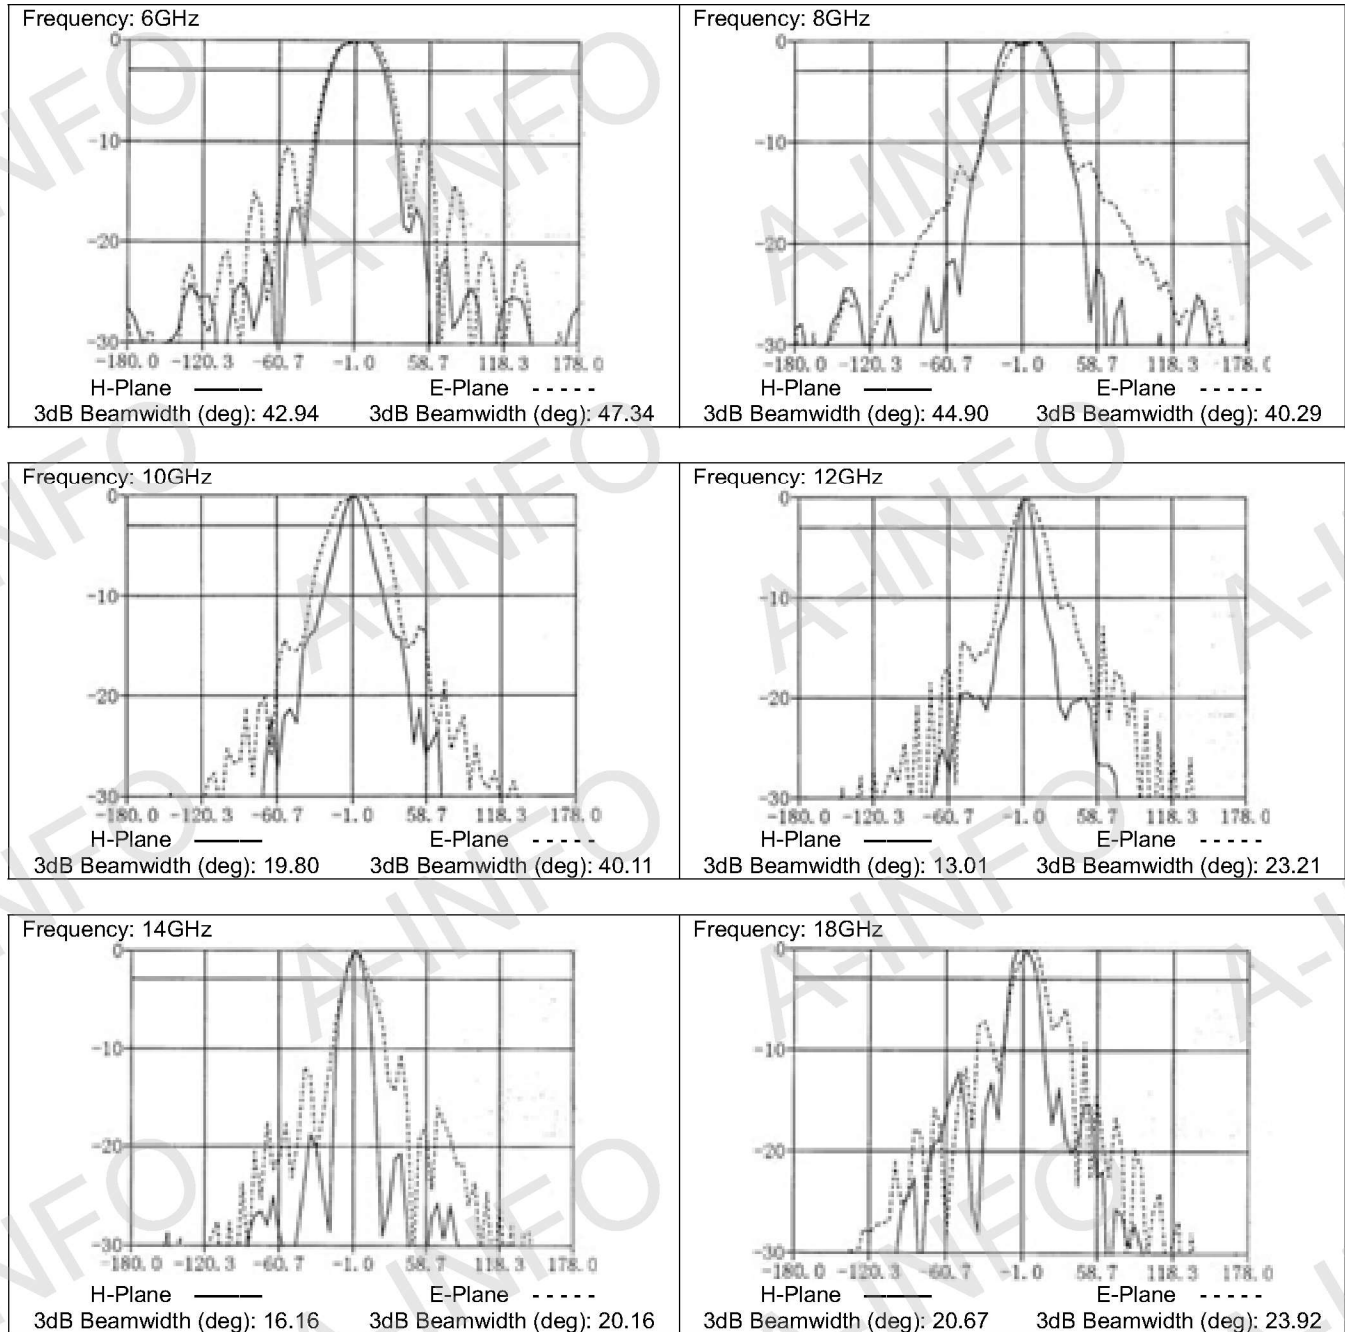 Frequency: 6GHz
0
-10
-20
-30
-180.0 -120.3 -60.7 -1.0 58.7 118.3 178.0
H-Plane E-Plane
3dB Beamwidth (deg): 42.94 3dB Beamwidth (deg): 47.34
Frequency: 8GHz
0
-10
-20
-30
-180.0 -120.3 -60.7 -1.0 58.7 118.3 178.0
H-Plane E-Plane
3dB Beamwidth (deg): 44.90 3dB Beamwidth (deg): 40.29
Frequency: 10GHz
0
-10
-20
-30
-180.0 -120.3 -60.7 -1.0 58.7 118.3 178.0
H-Plane E-Plane
3dB Beamwidth (deg): 19.80 3dB Beamwidth (deg): 40.11
Frequency: 12GHz
0
-10
-20
-30
-180.0 -120.3 -60.7 -1.0 58.7 118.3 178.0
H-Plane E-Plane
3dB Beamwidth (deg): 13.01 3dB Beamwidth (deg): 23.21
Frequency: 14GHz
0
-10
-20
-30
-180.0 -120.3 -60.7 -1.0 58.7 118.3 178.0
H-Plane E-Plane
3dB Beamwidth (deg): 16.16 3dB Beamwidth (deg): 20.16
Frequency: 18GHz
0
-10
-20
-30
-180.0 -120.3 -60.7 -1.0 58.7 118.3 178.0
H-Plane E-Plane
3dB Beamwidth (deg): 20.67 3dB Beamwidth (deg): 23.92
A-INFO
A-INFO
A-INFO
A-INFO
A-INFO
A-INFO